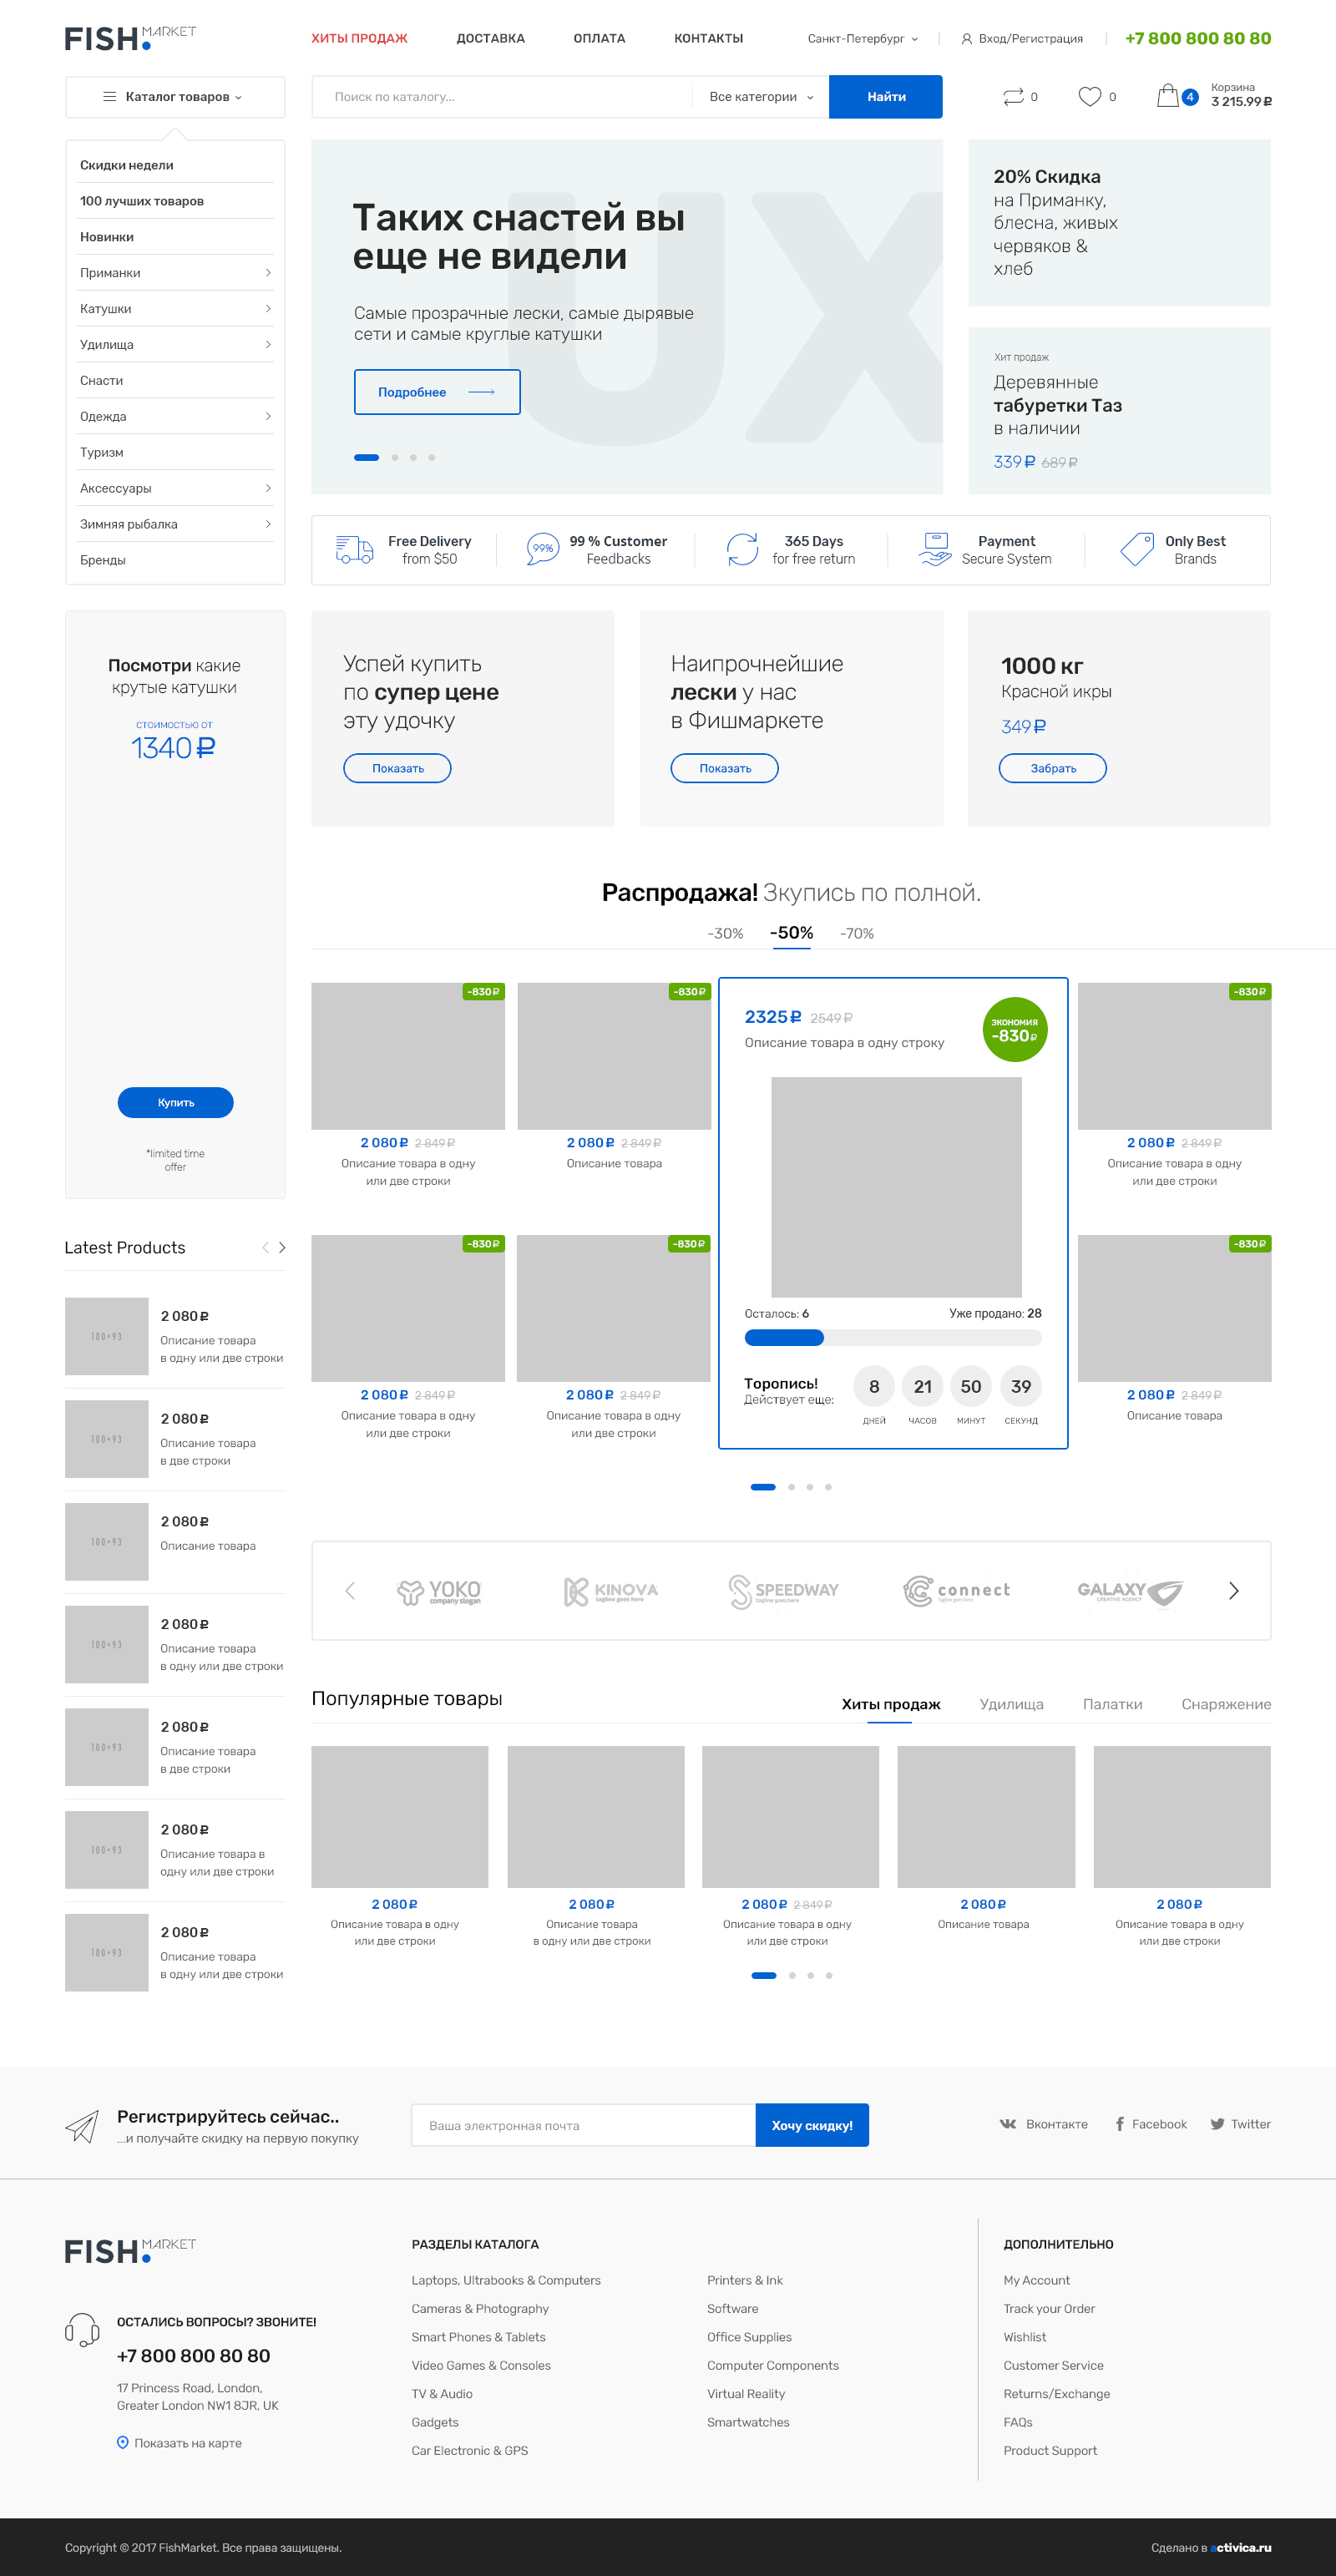 FISH. MARKET
ХИТЫ ПРОДАЖ
ДОСТАВКА
ОПЛАТА
КОНТАКТЫ
Санкт-Петербург
Вход/Регистрация
+7 800 800 80 80
Каталог товаров
Поиск по каталогу...
Все категории
Найти
0
0
4
Корзина
3 215.99 ₽
Скидки недели
100 лучших товаров
Новинки
Приманки
Катушки
Удилища
Снасти
Одежда
Туризм
Аксессуары
Зимняя рыбалка
Бренды
UX
Таких снастей вы
еще не видели
Самые прозрачные лески, самые дырявые
сети и самые круглые катушки
Подробнее
20% Скидка
на Приманку,
блесна, живых
червяков &
хлеб
Хит продаж
Деревянные
табуретки Таз
в наличии
339 ₽ 689 ₽
Free Delivery
from $50
99%
99 % Customer
Feedbacks
365 Days
for free return
Payment
Secure System
Only Best
Brands
Посмотри какие
крутые катушки
стоимостью от
1340 ₽
Купить
*limited time
offer
Успей купить
по супер цене
эту удочку
Показать
Наипрочнейшие
лески у нас
в Фишмаркете
Показать
1000 кг
Красной икры
349 ₽
Забрать
Распродажа! Зкупись по полной.
-30%
-50%
-70%
-830 ₽
2 080 ₽ 2 849 ₽
Описание товара в одну
или две строки
-830 ₽
2 080 ₽ 2 849 ₽
Описание товара
2325 ₽ 2549 ₽
Описание товара в одну строку
экономия
-830 ₽
Осталось: 6
Уже продано: 28
Торопись!
Действует еще:
8
21
50
39
ДНЕЙ
ЧАСОВ
МИНУТ
СЕКУНД
-830 ₽
2 080 ₽ 2 849 ₽
Описание товара в одну
или две строки
-830 ₽
2 080 ₽ 2 849 ₽
Описание товара в одну
или две строки
-830 ₽
2 080 ₽ 2 849 ₽
Описание товара в одну
или две строки
-830 ₽
2 080 ₽ 2 849 ₽
Описание товара
Latest Products
100×93
2 080 ₽
Описание товара
в одну или две строки
100×93
2 080 ₽
Описание товара
в две строки
100×93
2 080 ₽
Описание товара
100×93
2 080 ₽
Описание товара
в одну или две строки
100×93
2 080 ₽
Описание товара
в две строки
100×93
2 080 ₽
Описание товара в
одну или две строки
100×93
2 080 ₽
Описание товара
в одну или две строки
YOKO
company slogan
KINOVA
tagline goes here
SPEEDWAY
tagline goes here
connect
tagline goes here
GALAXY
CREATIVE AGENCY
Популярные товары
Хиты продаж
Удилища
Палатки
Снаряжение
2 080 ₽
Описание товара в одну
или две строки
2 080 ₽
Описание товара
в одну или две строки
2 080 ₽ 2 849 ₽
Описание товара в одну
или две строки
2 080 ₽
Описание товара
2 080 ₽
Описание товара в одну
или две строки
Регистрируйтесь сейчас..
...и получайте скидку на первую покупку
Ваша электронная почта
Хочу скидку!
Вконтакте
Facebook
Twitter
FISH. MARKET
ОСТАЛИСЬ ВОПРОСЫ? ЗВОНИТЕ!
+7 800 800 80 80
17 Princess Road, London,
Greater London NW1 8JR, UK
Показать на карте
РАЗДЕЛЫ КАТАЛОГА
Laptops, Ultrabooks & Computers
Cameras & Photography
Smart Phones & Tablets
Video Games & Consoles
TV & Audio
Gadgets
Car Electronic & GPS
Printers & Ink
Software
Office Supplies
Computer Components
Virtual Reality
Smartwatches
ДОПОЛНИТЕЛЬНО
My Account
Track your Order
Wishlist
Customer Service
Returns/Exchange
FAQs
Product Support
Copyright © 2017 FishMarket. Все права защищены.
Сделано в activica.ru